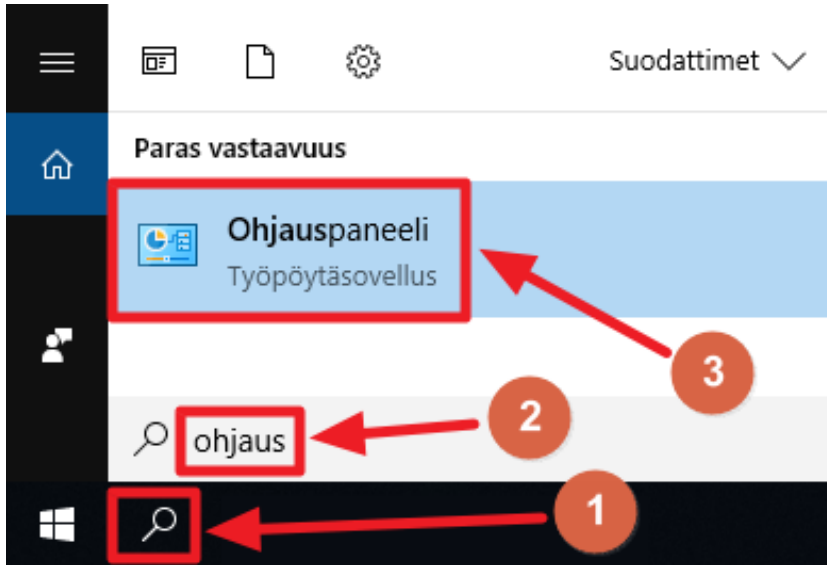 Suodattimet
Paras vastaavuus
Ohjauspaneeli
Työpöytäsovellus
3
2
ohjaus
1